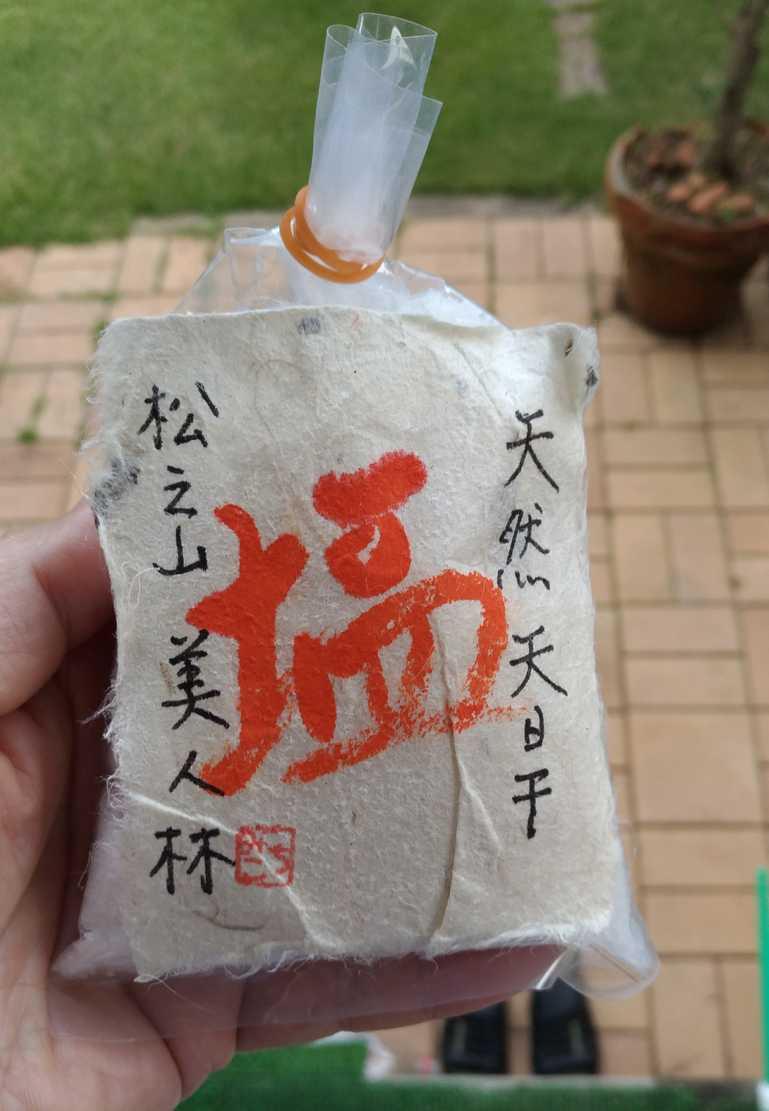 天然 天日干
塩
松之山 美人林